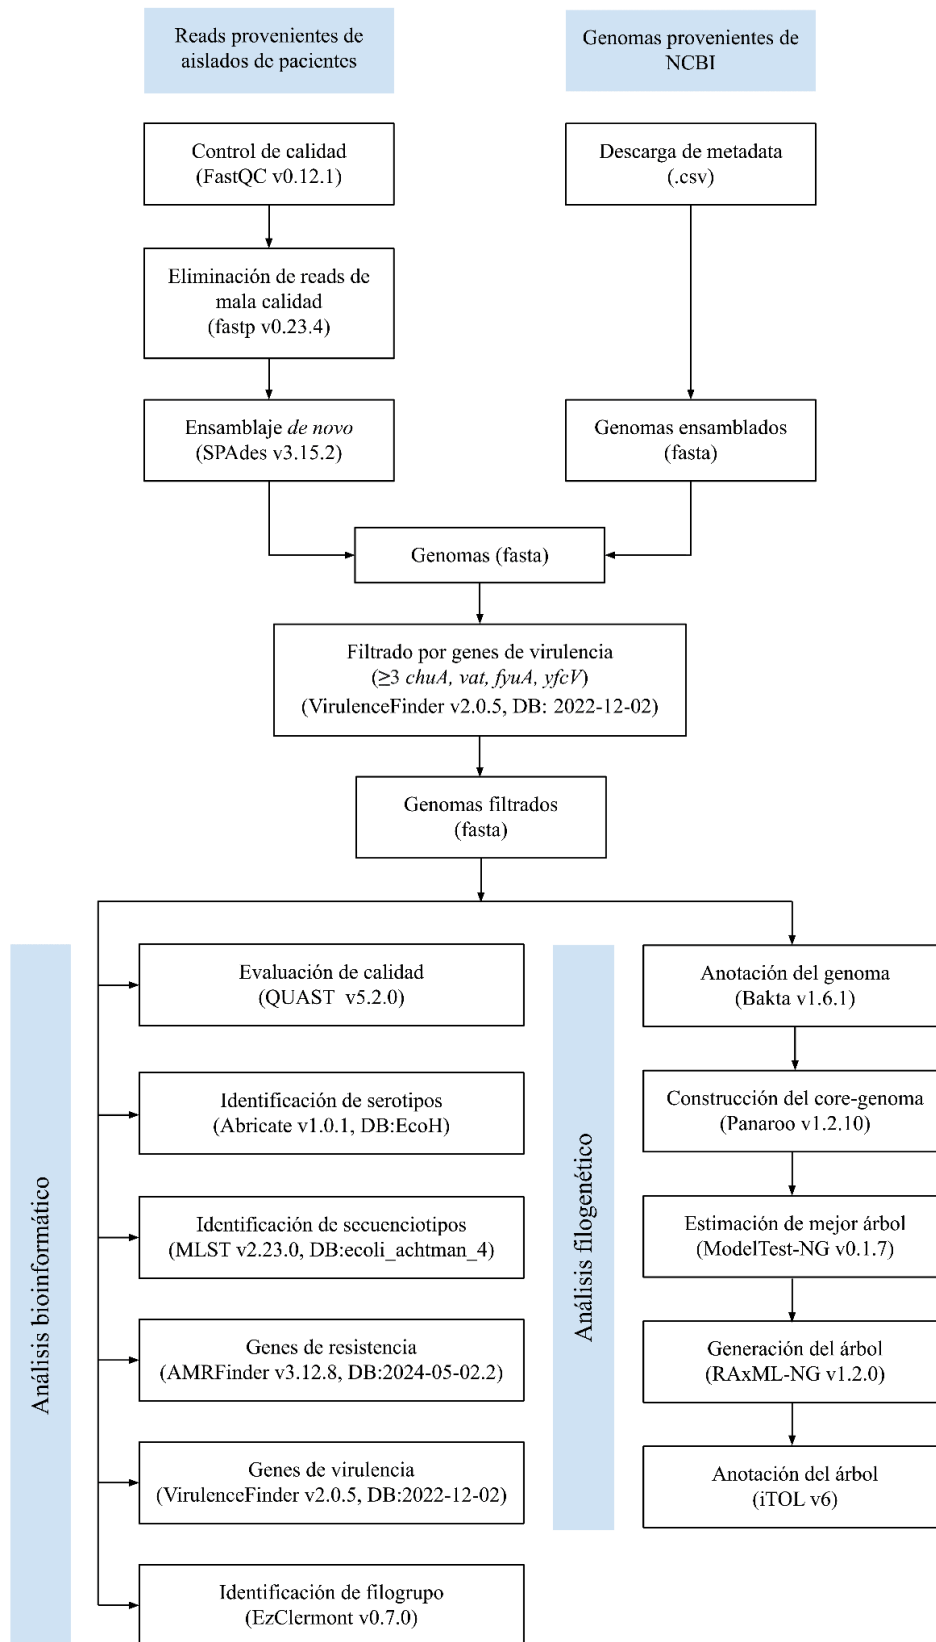 Reads provenientes de
aislados de pacientes
Genomas provenientes de
NCBI
Control de calidad
(FastQC v0.12.1)
Descarga de metadata
(.csv)
Eliminación de reads de
mala calidad
(fastp v0.23.4)
Ensamblaje de novo
(SPAdes v3.15.2)
Genomas ensamblados
(fasta)
Genomas (fasta)
Filtrado por genes de virulencia
(≥3 chuA, vat, fyuA, yfcV)
(VirulenceFinder v2.0.5, DB: 2022-12-02)
Genomas filtrados
(fasta)
Análisis bioinformático
Evaluación de calidad
(QUAST  v5.2.0)
Identificación de serotipos
(Abricate v1.0.1, DB:EcoH)
Identificación de secuenciotipos
(MLST v2.23.0, DB:ecoli_achtman_4)
Genes de resistencia
(AMRFinder v3.12.8, DB:2024-05-02.2)
Genes de virulencia
(VirulenceFinder v2.0.5, DB:2022-12-02)
Identificación de filogrupo
(EzClermont v0.7.0)
Análisis filogenético
Anotación del genoma
(Bakta v1.6.1)
Construcción del core-genoma
(Panaroo v1.2.10)
Estimación de mejor árbol
(ModelTest-NG v0.1.7)
Generación del árbol
(RAxML-NG v1.2.0)
Anotación del árbol
(iTOL v6)